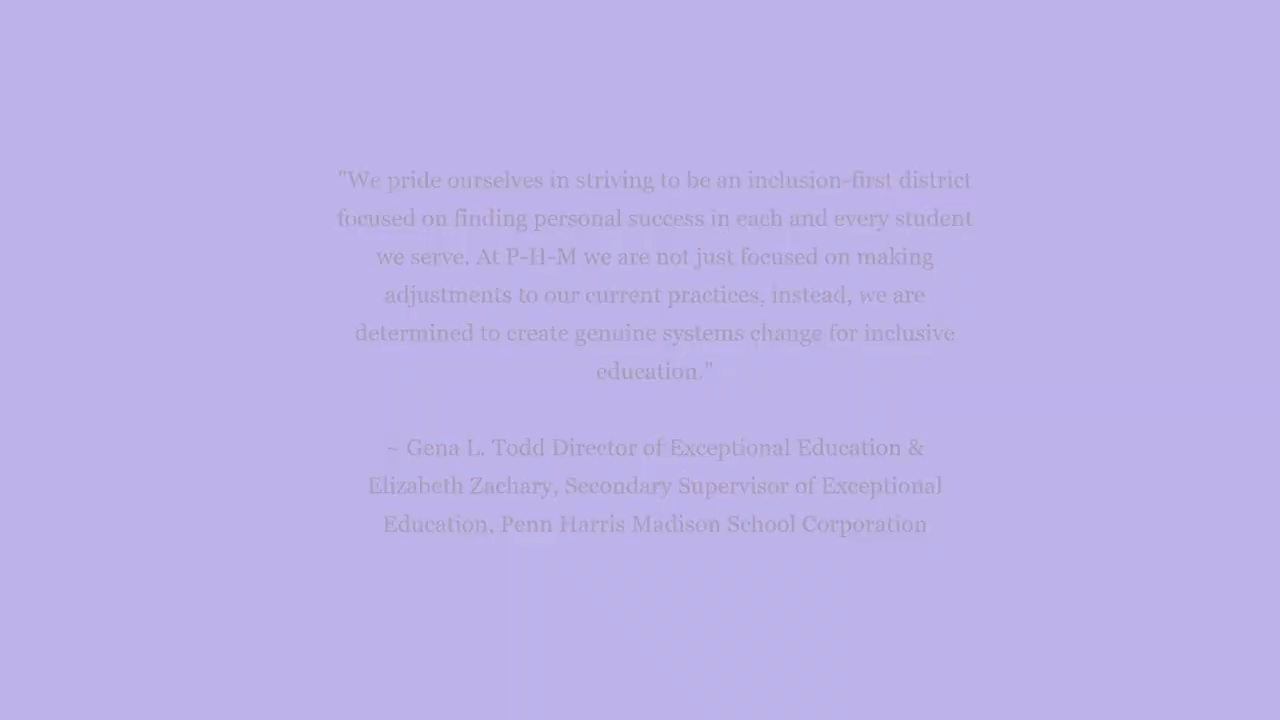 "We pride ourselves in striving to be an inclusion-first district
focused on finding personal success in each and every student
we serve. At P-H-M we are not just focused on making
adjustments to our current practices, instead, we are
determined to create genuine systems change for inclusive
education."
~ Gena L. Todd Director of Exceptional Education &
Elizabeth Zachary, Secondary Supervisor of Exceptional
Education, Penn Harris Madison School Corporation